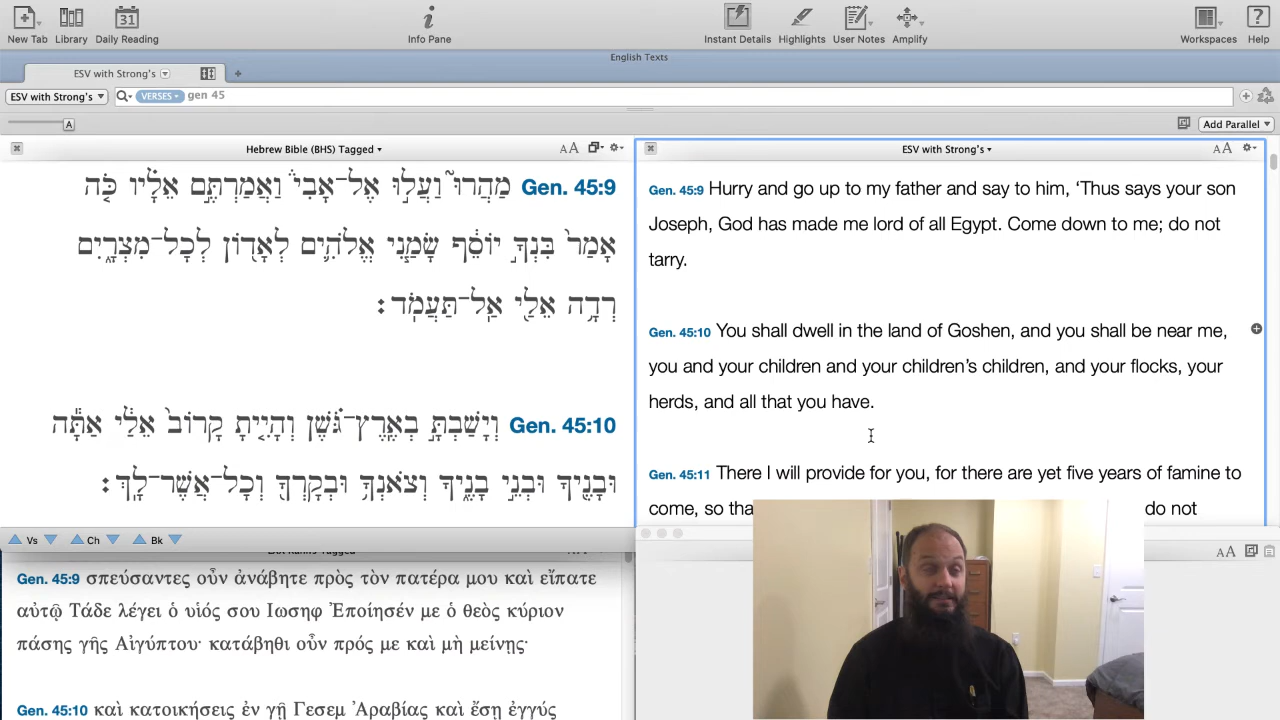 New Tab
Library
Daily Reading
31
Info Pane
Instant Details
Highlights
User Notes
Amplify
Workspaces
Help
English Texts
ESV with Strong's
ESV with Strong's
VERSES
gen 45
A
Add Parallel
Hebrew Bible (BHS) Tagged
AA
Gen. 45:9 מַהֲרוּ֮ וַעֲל֣וּ אֶל־אָבִי֒ וַאֲמַרְתֶּ֣ם אֵלָ֗יו כֹּ֤ה
אָמַר֙ בִּנְךָ֣ יוֹסֵ֔ף שָׂמַ֧נִי אֱלֹהִ֛ים לְאָד֖וֹן לְכָל־מִצְרָ֑יִם
רְדָ֥ה אֵלַ֖י אַֽל־תַּעֲמֹֽד׃
Gen. 45:10 וְיָשַׁבְתָּ֣ בְאֶֽרֶץ־גֹּ֗שֶׁן וְהָיִ֤יתָ קָרוֹב֙ אֵלַ֔י אַתָּ֕ה
וּבָנֶ֖יךָ וּבְנֵ֣י בָנֶ֑יךָ וְצֹאנְךָ֥ וּבְקָרְךָ֖ וְכָל־אֲשֶׁר־לָֽךְ׃
ESV with Strong's
AA
Gen. 45:9 Hurry and go up to my father and say to him, ‘Thus says your son
Joseph, God has made me lord of all Egypt. Come down to me; do not
tarry.
Gen. 45:10 You shall dwell in the land of Goshen, and you shall be near me,
you and your children and your children’s children, and your flocks, your
herds, and all that you have.
Gen. 45:11 There I will provide for you, for there are yet five years of famine to
come, so do not
Vs
Ch
Bk
AA
Gen. 45:9 σπεύσαντες οὖν ἀνάβητε πρὸς τὸν πατέρα μου καὶ εἴπατε
αὐτῷ Τάδε λέγει ὁ υἱός σου Ιωσηφ Ἐποίησέν με ὁ θεὸς κύριον
πάσης γῆς Αἰγύπτου· κατάβηθι οὖν πρός με καὶ μὴ μείνῃς·
Gen. 45:10 καὶ κατοικήσεις ἐν γῇ Γεσεμ Ἀραβίας καὶ ἔσῃ ἐγγύς